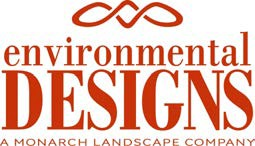 environmental
DESIGNS
A MONARCH LANDSCAPE COMPANY